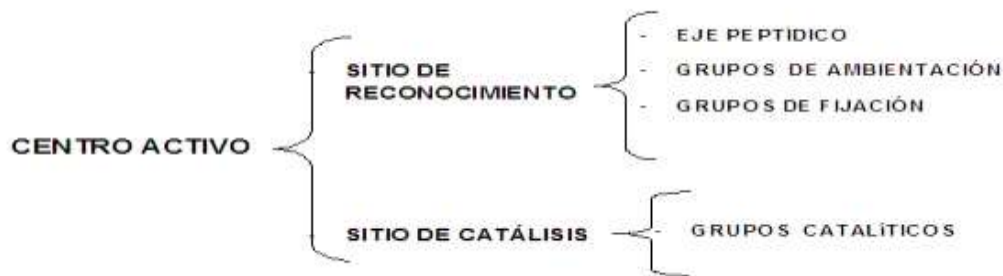 CENTRO ACTIVO
SITIO DE
RECONOCIMIENTO
- EJE PEPTÍDICO
- GRUPOS DE AMBIENTACIÓN
- GRUPOS DE FIJACIÓN
SITIO DE CATÁLISIS
- GRUPOS CATALÍTICOS